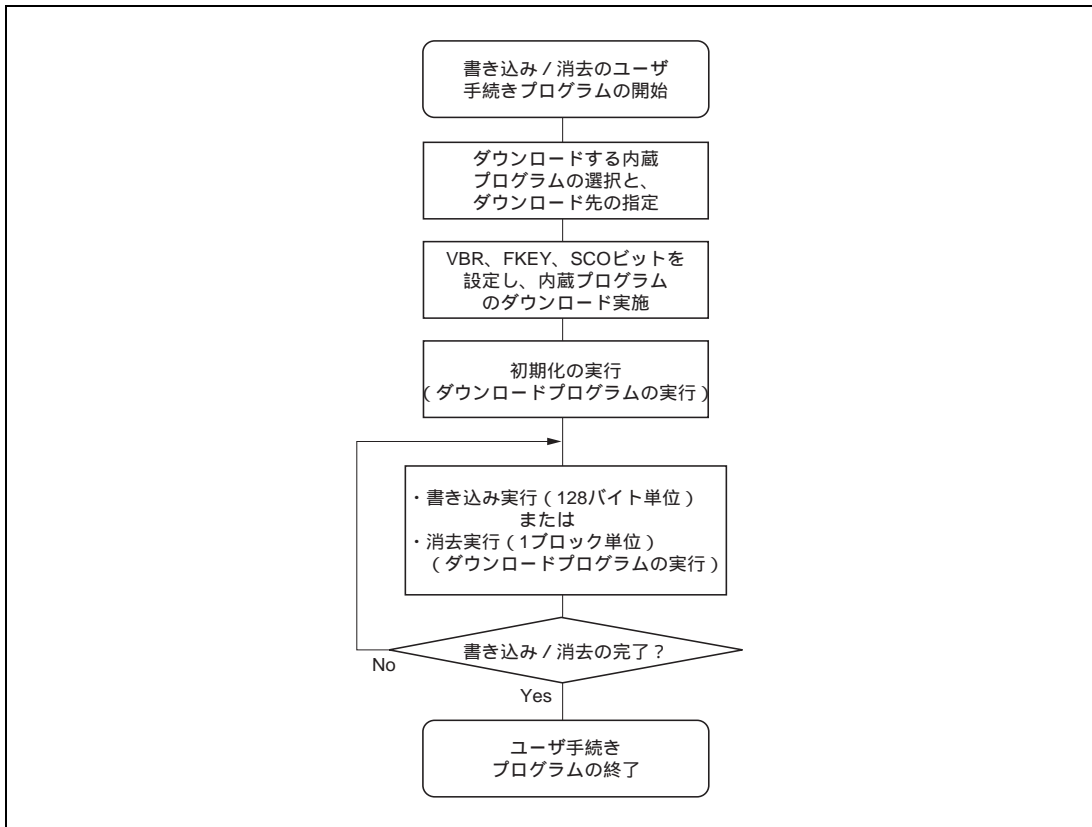 書き込み / 消去のユーザ
手続きプログラムの開始
ダウンロードする内蔵
プログラムの選択と、
ダウンロード先の指定
VBR、FKEY、SCOビットを
設定し、内蔵プログラム
のダウンロード実施
初期化の実行
( ダウンロードプログラムの実行 )
・書き込み実行 ( 128バイト単位 )
または
・消去実行 ( 1ブロック単位 )
( ダウンロードプログラムの実行 )
書き込み / 消去の完了？
No
Yes
ユーザ手続き
プログラムの終了